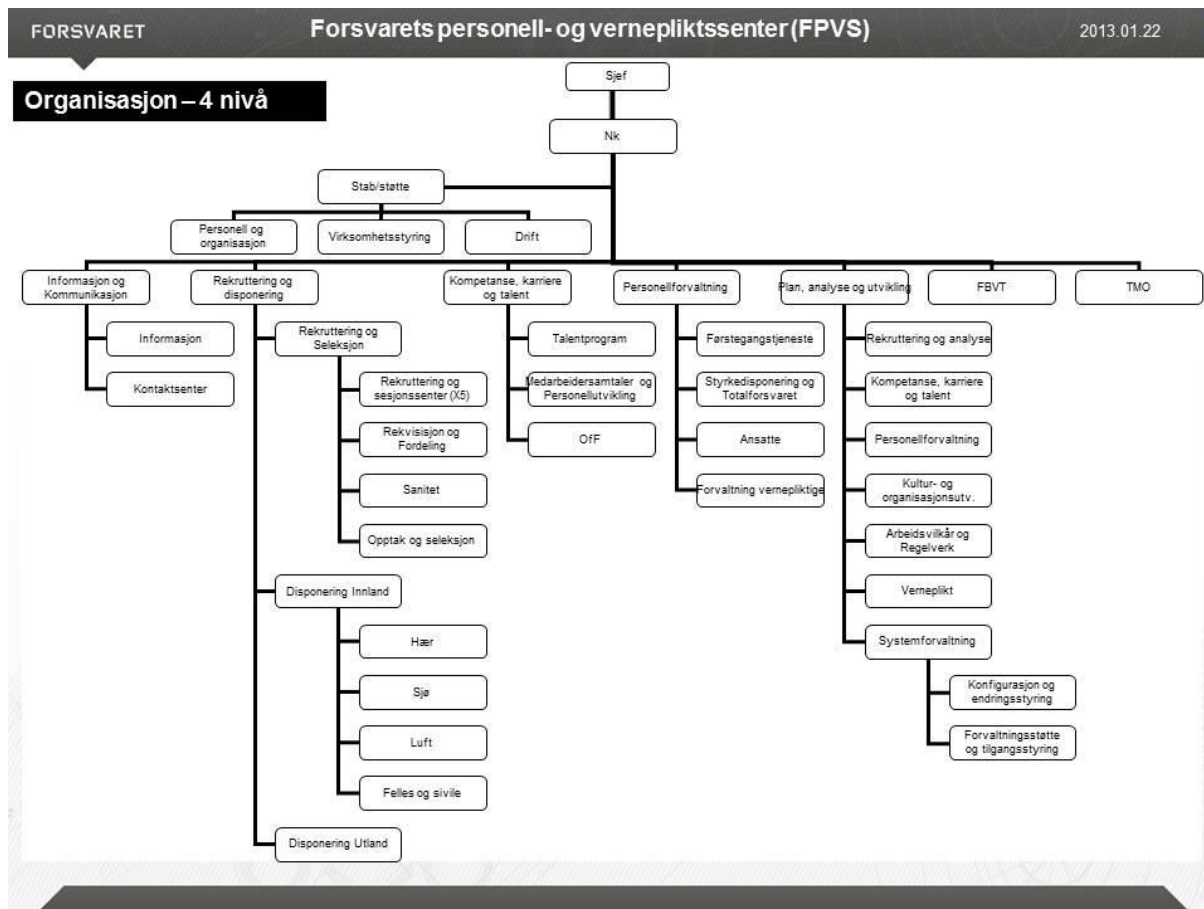 FORSVARET
Forsvarets personell- og vernepliktssenter (FPVS)
2013.01.22
Organisasjon – 4 nivå
Sjef
Nk
Stab/støtte
Personell og
organisasjon
Virksomhetsstyring
Drift
Informasjon og
Kommunikasjon
Informasjon
Kontaktsenter
Rekruttering og
disponering
Rekruttering og
Seleksjon
Rekruttering og
sesjonssenter (X5)
Rekvisisjon og
Fordeling
Sanitet
Opptak og seleksjon
Disponering Innland
Hær
Sjø
Luft
Felles og sivile
Disponering Utland
Kompetanse, karriere
og talent
Talentprogram
Medarbeidersamtaler og
Personellutvikling
OfF
Personellforvaltning
Førstegangstjeneste
Styrkedisponering og
Totalforsvaret
Ansatte
Forvaltning vernepliktige
Plan, analyse og utvikling
Rekruttering og analyse
Kompetanse, karriere
og talent
Personellforvaltning
Kultur- og
organisasjonsutv.
Arbeidsvilkår og
Regelverk
Verneplikt
Systemforvaltning
Konfigurasjon og
endringsstyring
Forvaltningsstøtte
og tilgangsstyring
FBVT
TMO